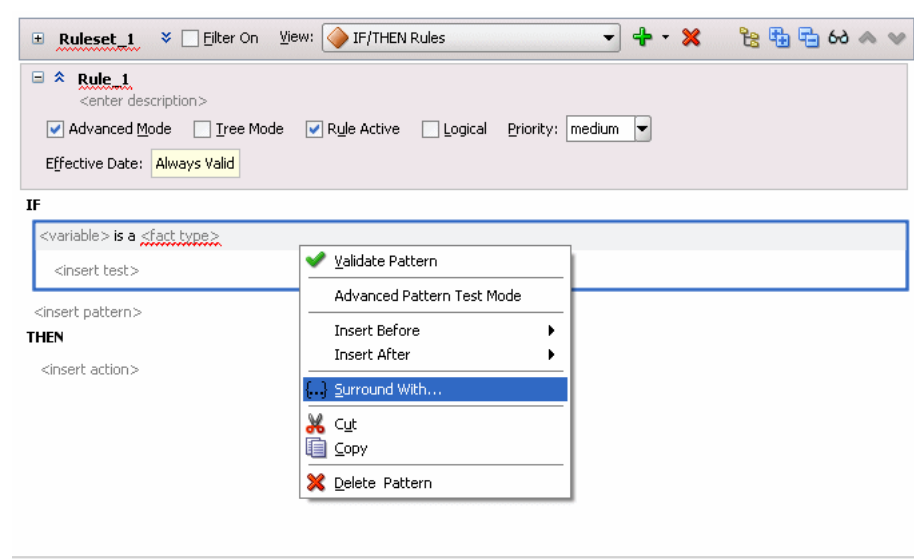 Ruleset_1 Filter On View: IF/THEN Rules
Rule_1
<enter description>
Advanced Mode Tree Mode Rule Active Logical Priority: medium
Effective Date: Always Valid
IF
<variable> is a <fact type>
<insert test>
<insert pattern>
THEN
<insert action>
Validate Pattern
Advanced Pattern Test Mode
Insert Before
Insert After
{...} Surround With...
Cut
Copy
Delete Pattern